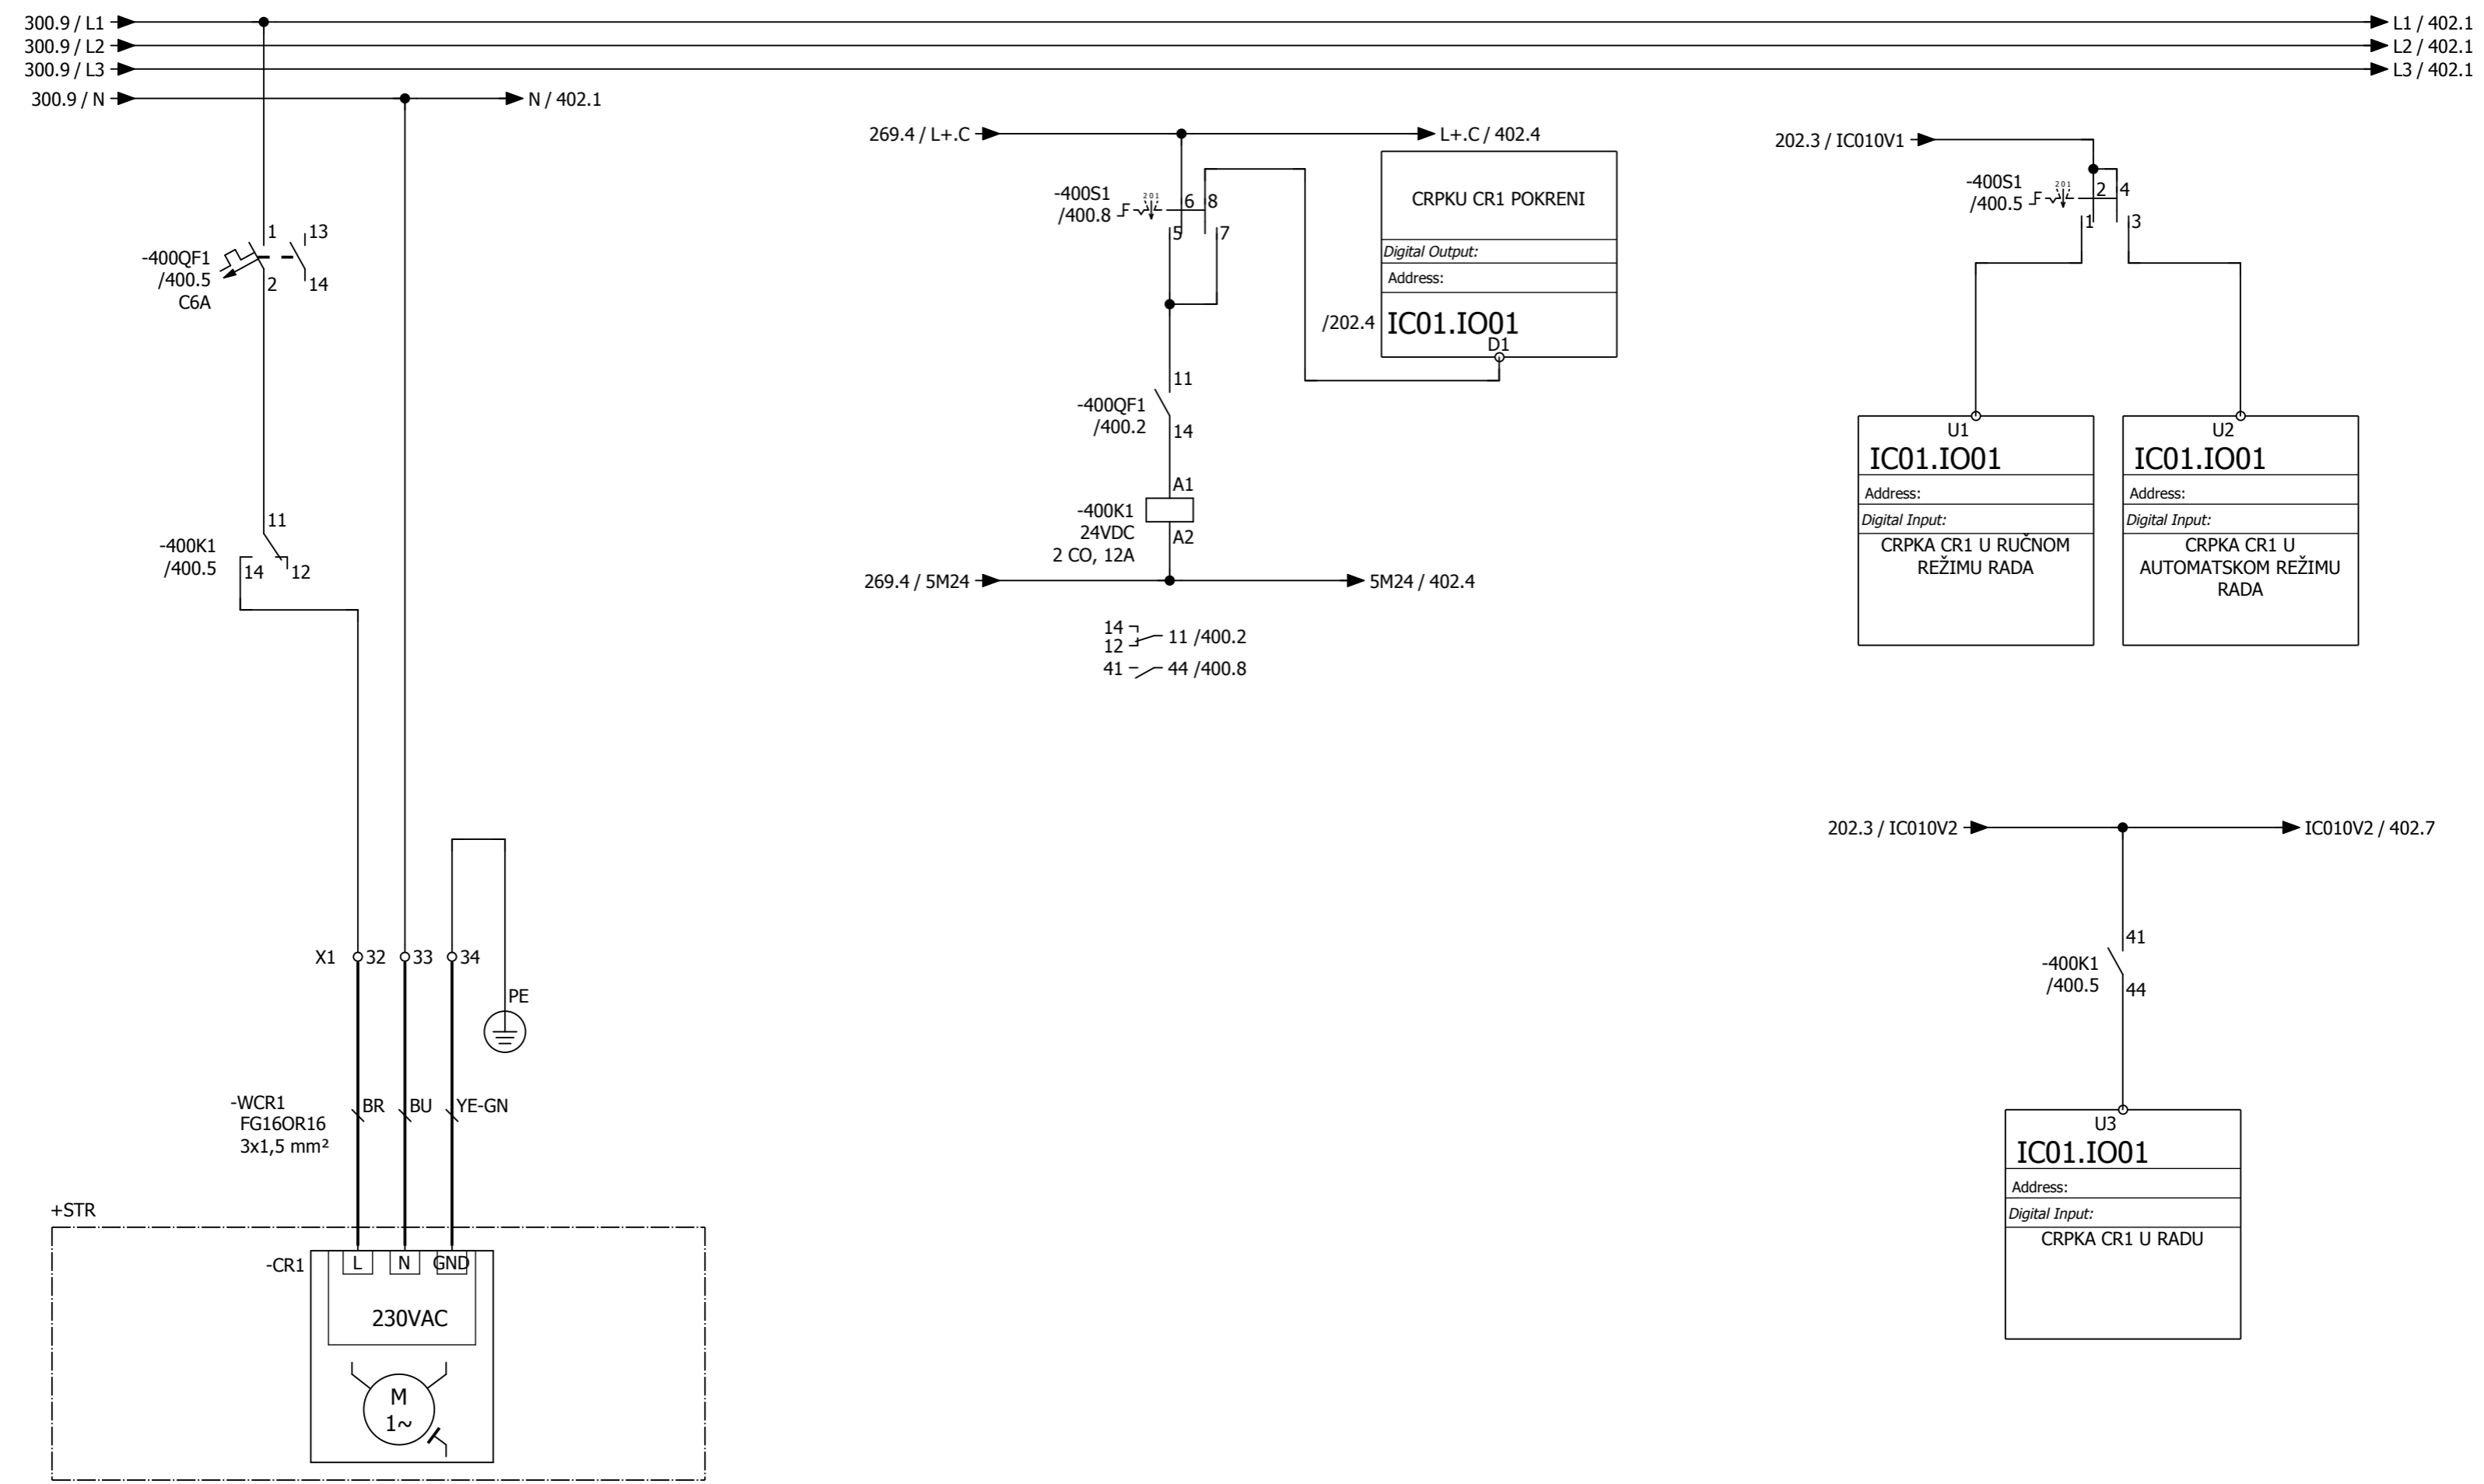 300.9 / L1
L1 / 402.1
300.9 / L2
L2 / 402.1
300.9 / L3
L3 / 402.1
300.9 / N
N / 402.1
-400QF1
/400.5
C6A
1
2
13
14
-400K1
/400.5
11
14
12
X1
32
33
34
PE
-WCR1
FG16OR16
3x1,5 mm²
BR
BU
YE-GN
+STR
-CR1
L
N
GND
230VAC
M
1~
269.4 / L+.C
L+.C / 402.4
-400S1
/400.8
2 0 1
6
8
5
7
CRPKU CR1 POKRENI
Digital Output:
Address:
/202.4
IC01.IO01
D1
-400QF1
/400.2
11
14
-400K1
24VDC
2 CO, 12A
A1
A2
269.4 / 5M24
5M24 / 402.4
14
12
11 /400.2
41
44 /400.8
202.3 / IC010V1
-400S1
/400.5
2 0 1
2
4
1
3
U1
IC01.IO01
Address:
Digital Input:
CRPKA CR1 U RUČNOM
REŽIMU RADA
U2
IC01.IO01
Address:
Digital Input:
CRPKA CR1 U
AUTOMATSKOM REŽIMU
RADA
202.3 / IC010V2
IC010V2 / 402.7
-400K1
/400.5
41
44
U3
IC01.IO01
Address:
Digital Input:
CRPKA CR1 U RADU